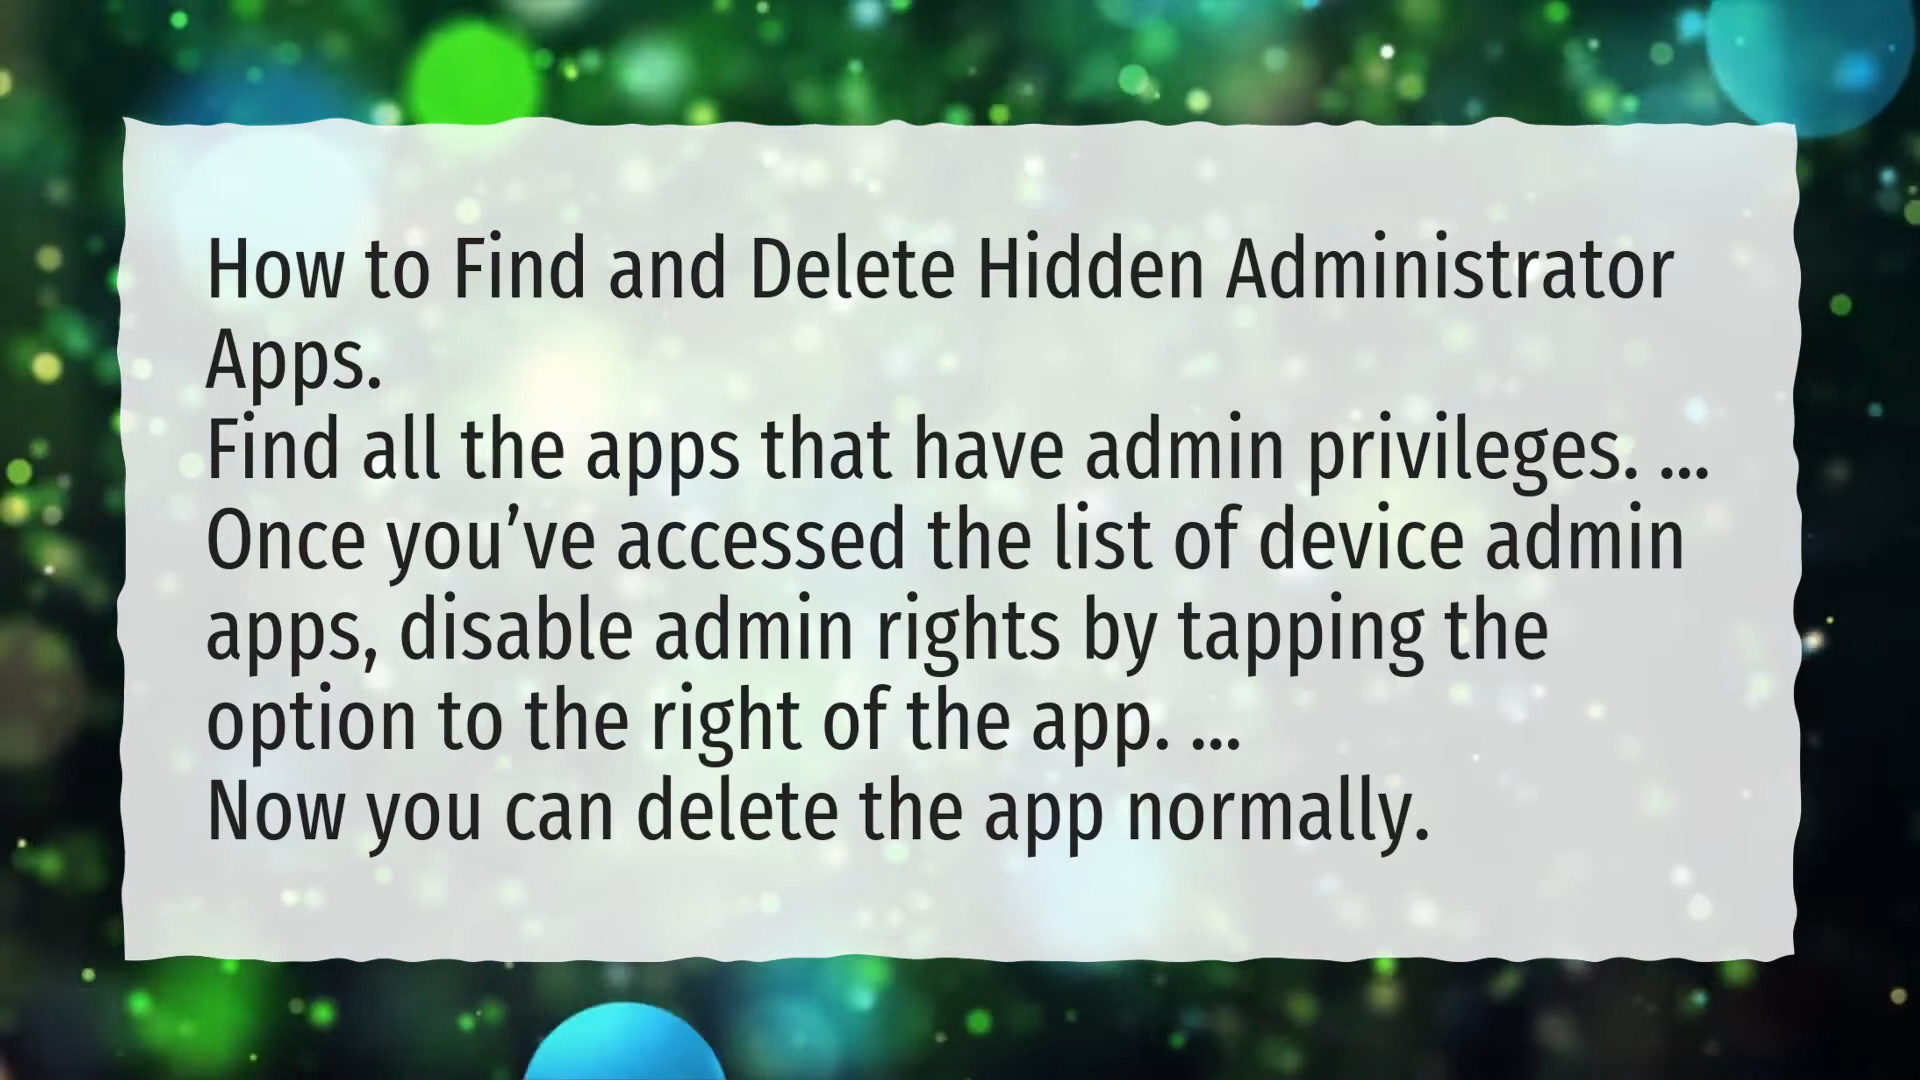 How to Find and Delete Hidden Administrator
Apps.
Find all the apps that have admin privileges. ...
Once you’ve accessed the list of device admin
apps, disable admin rights by tapping the
option to the right of the app. ...
Now you can delete the app normally.